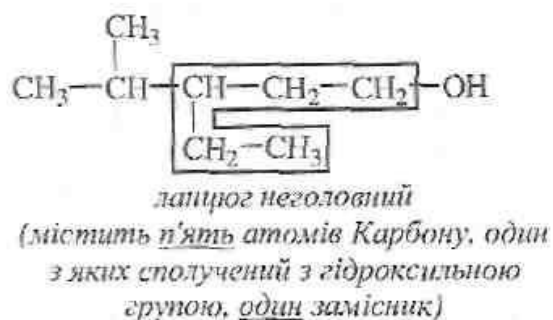 CH₃
CH₃—CH—CH—CH₂—CH₂—OH
CH₂—CH₃
ланцюг неголовний
(містить п'ять атомів Карбону, один
з яких сполучений з гідроксильною
групою, один замісник)